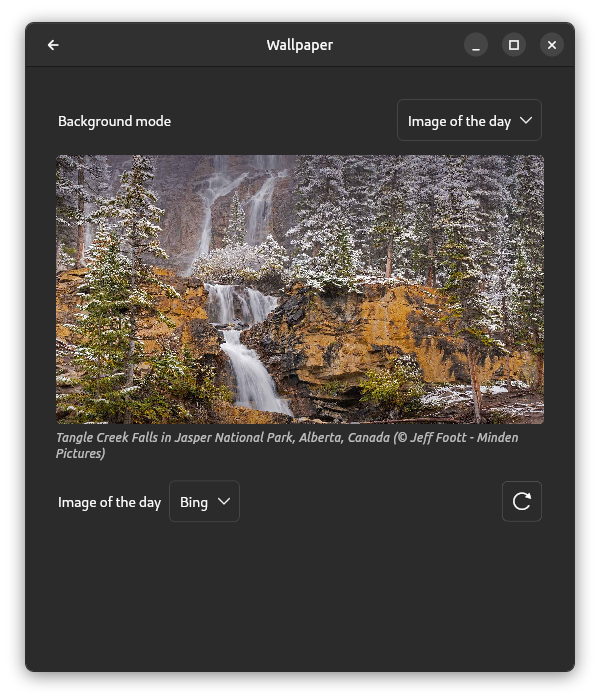 Wallpaper
Background mode
Image of the day
Tangle Creek Falls in Jasper National Park, Alberta, Canada (© Jeff Foott - Minden
Pictures)
Image of the day
Bing